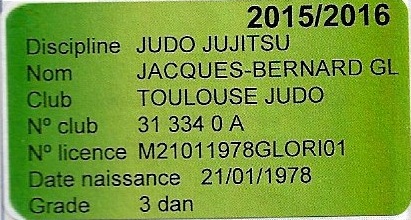 2015/2016
Discipline JUDO JUJITSU
Nom JACQUES-BERNARD GL
Club TOULOUSE JUDO
N° club 31 334 0 A
N° licence M21011978GLORI01
Date naissance 21/01/1978
Grade 3 dan